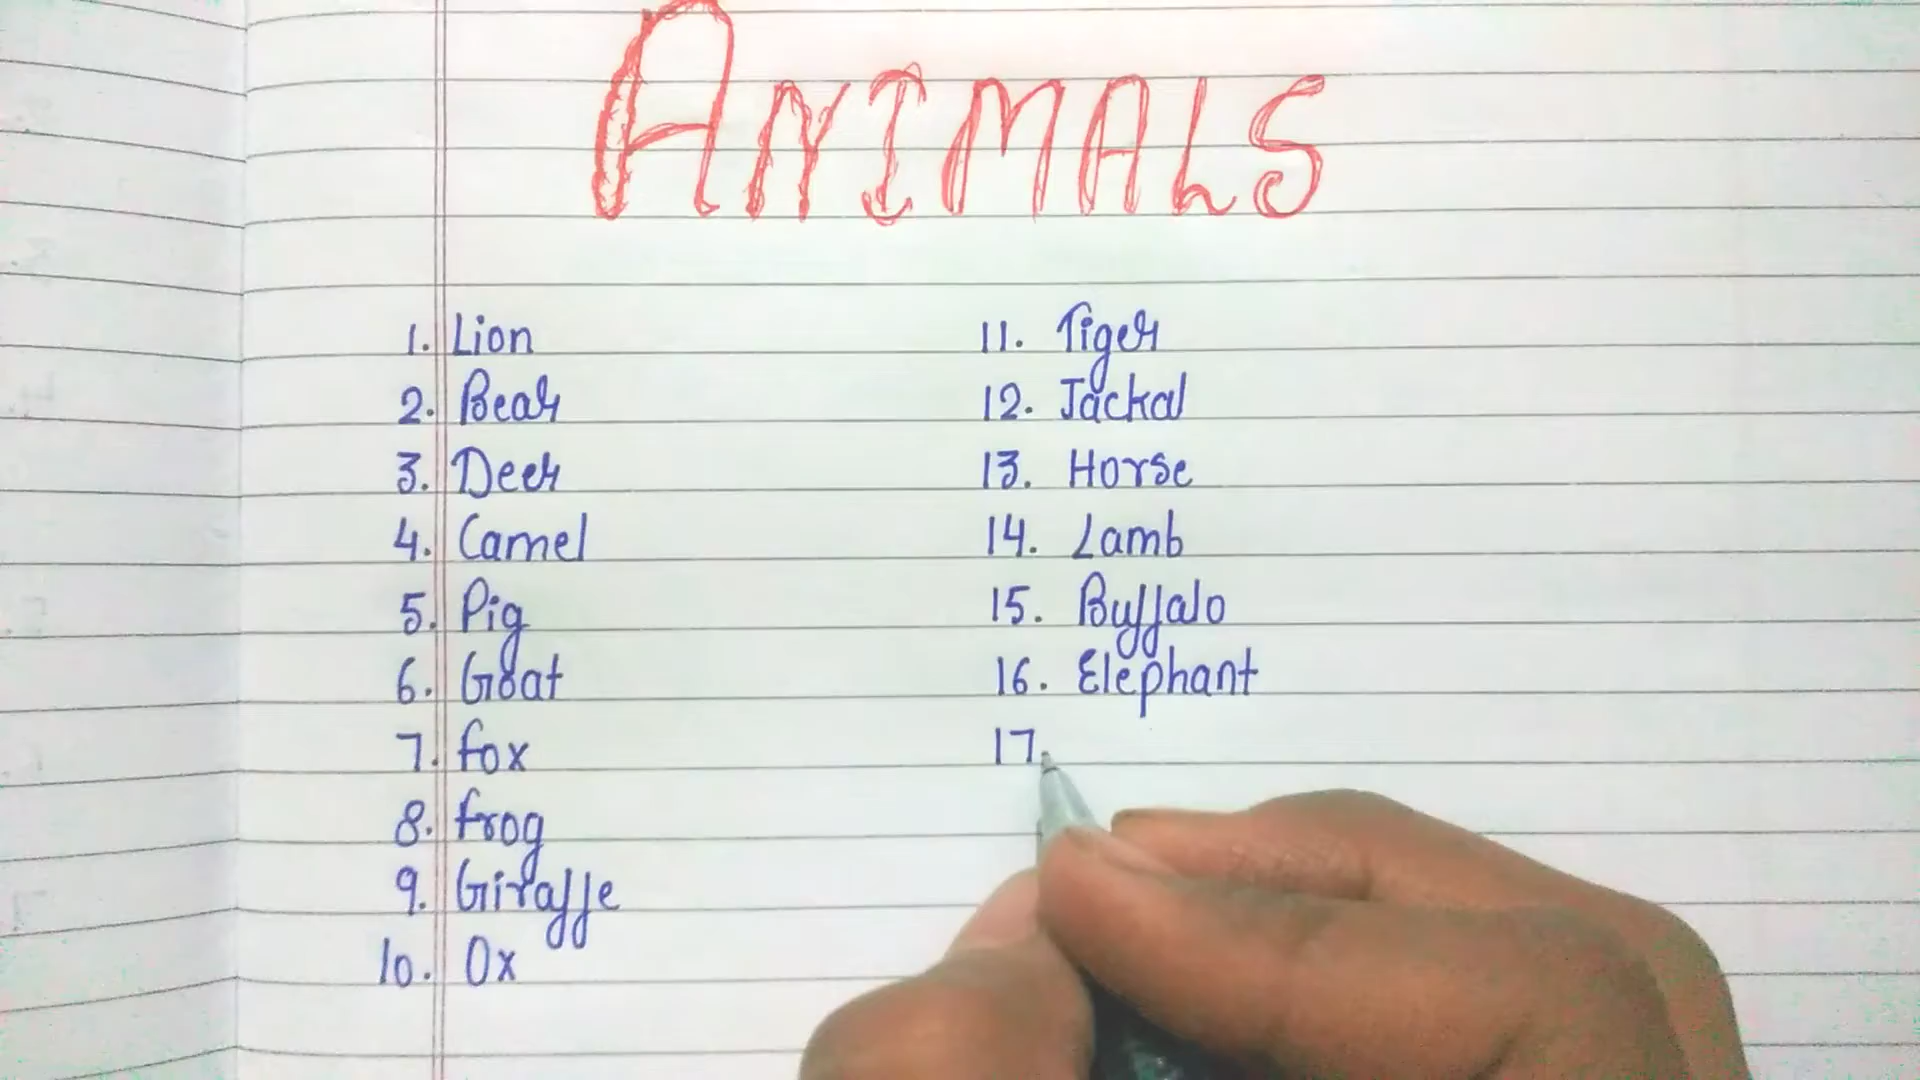 ANIMALS
1. Lion
2. Bear
3. Deer
4. Camel
5. Pig
6. Goat
7. fox
8. frog
9. Giraffe
10. Ox
11. Tiger
12. Jackal
13. Horse
14. Lamb
15. Buffalo
16. Elephant
17.